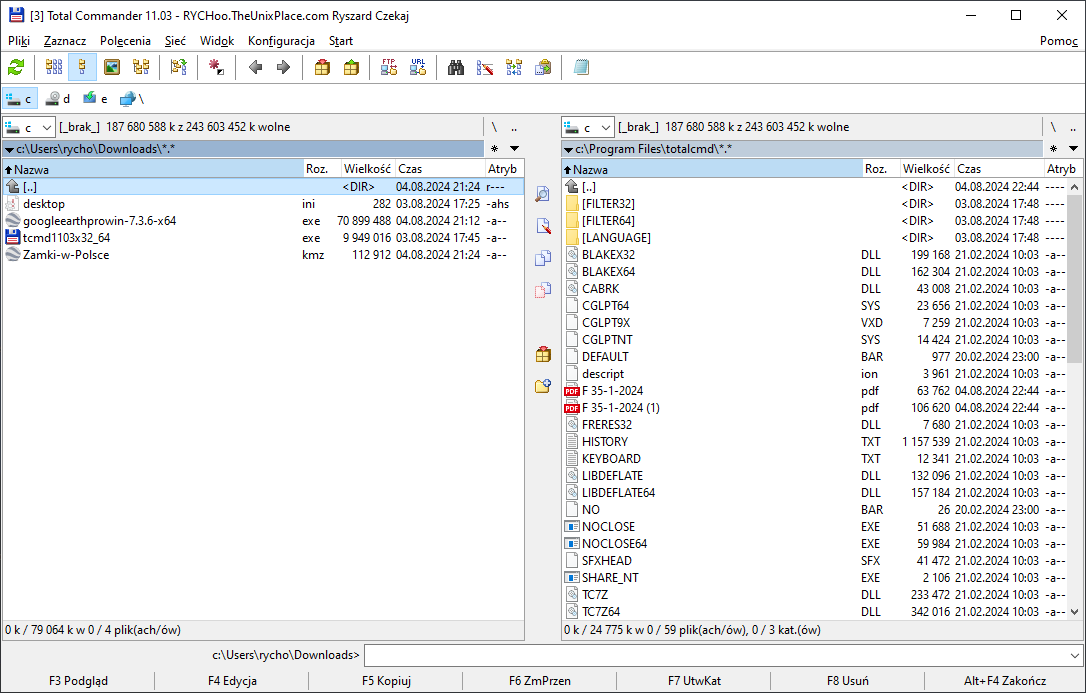 [3] Total Commander 11.03 - RYCHoo.TheUnixPlace.com Ryszard Czekaj
Pliki Zaznacz Polecenia Sieć Widok Konfiguracja Start Pomoc
FTP URL
c d e \
c [_brak_] 187 680 588 k z 243 603 452 k wolne \ ..
c:\Users\rycho\Downloads\*.* * ▼
Nazwa Roz. Wielkość Czas Atryb
[..] <DIR> 04.08.2024 21:24 r---
desktop ini 282 03.08.2024 17:25 -ahs
googleearthprowin-7.3.6-x64 exe 70 899 488 04.08.2024 21:12 -a--
tcmd1103x32_64 exe 9 949 016 03.08.2024 17:45 -a--
Zamki-w-Polsce kmz 112 912 04.08.2024 21:24 -a--
0 k / 79 064 k w 0 / 4 plik(ach/ów)
c [_brak_] 187 680 588 k z 243 603 452 k wolne \ ..
c:\Program Files\totalcmd\*.* * ▼
Nazwa Roz. Wielkość Czas Atryb
[..] <DIR> 04.08.2024 22:44 ----
[FILTER32] <DIR> 03.08.2024 17:48 ----
[FILTER64] <DIR> 03.08.2024 17:48 ----
[LANGUAGE] <DIR> 03.08.2024 17:48 ----
BLAKEX32 DLL 199 168 21.02.2024 10:03 -a--
BLAKEX64 DLL 162 304 21.02.2024 10:03 -a--
CABRK DLL 43 008 21.02.2024 10:03 -a--
CGLPT64 SYS 23 656 21.02.2024 10:03 -a--
CGLPT9X VXD 7 259 21.02.2024 10:03 -a--
CGLPTNT SYS 14 424 21.02.2024 10:03 -a--
DEFAULT BAR 977 20.02.2024 23:00 -a--
descript ion 3 961 21.02.2024 10:03 -a--
PDF F 35-1-2024 pdf 63 762 04.08.2024 22:44 -a--
PDF F 35-1-2024 (1) pdf 106 620 04.08.2024 22:44 -a--
FRERES32 DLL 7 680 21.02.2024 10:03 -a--
HISTORY TXT 1 157 539 21.02.2024 10:03 -a--
KEYBOARD TXT 12 341 21.02.2024 10:03 -a--
LIBDEFLATE DLL 132 096 21.02.2024 10:03 -a--
LIBDEFLATE64 DLL 157 184 21.02.2024 10:03 -a--
NO BAR 26 20.02.2024 23:00 -a--
NOCLOSE EXE 51 688 21.02.2024 10:03 -a--
NOCLOSE64 EXE 59 984 21.02.2024 10:03 -a--
SFXHEAD SFX 41 472 21.02.2024 10:03 -a--
SHARE_NT EXE 2 106 21.02.2024 10:03 -a--
TC7Z DLL 233 472 21.02.2024 10:03 -a--
TC7Z64 DLL 342 016 21.02.2024 10:03 -a--
0 k / 24 775 k w 0 / 59 plik(ach/ów), 0 / 3 kat.(ów)
c:\Users\rycho\Downloads>
F3 Podgląd F4 Edycja F5 Kopiuj F6 ZmPrzen F7 UtwKat F8 Usuń Alt+F4 Zakończ